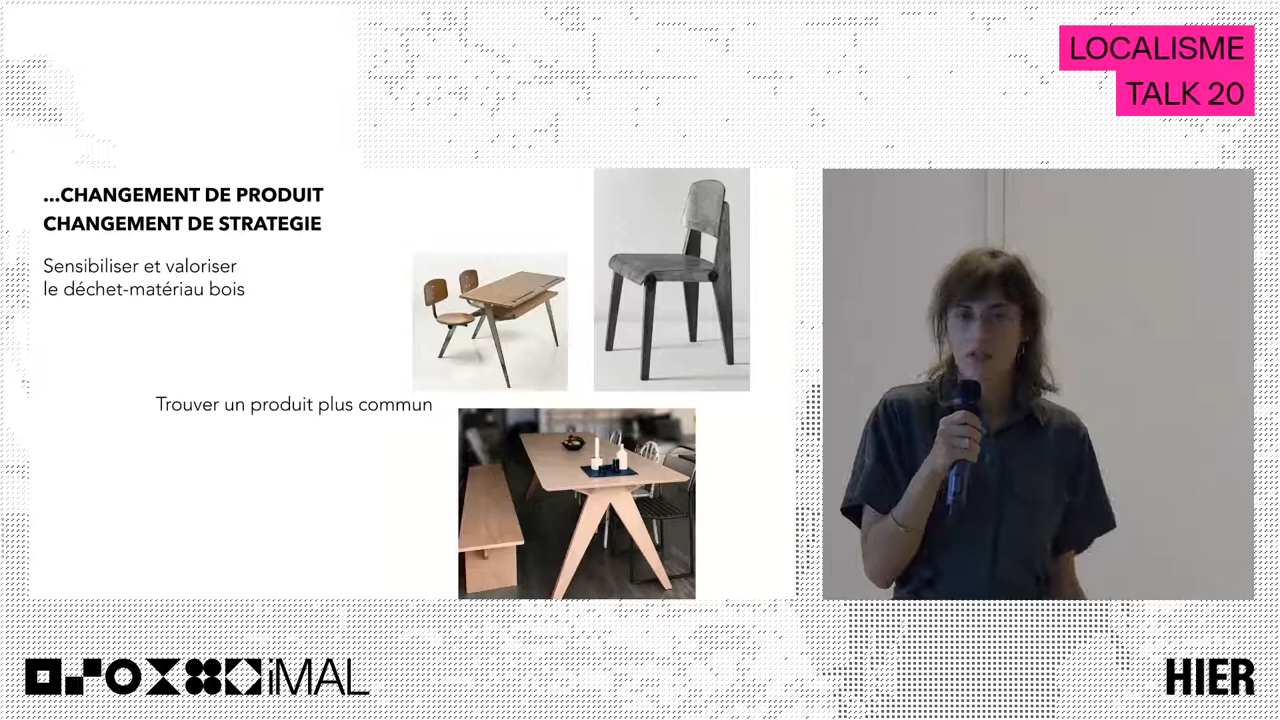 LOCALISME
TALK 20
...CHANGEMENT DE PRODUIT
CHANGEMENT DE STRATEGIE
Sensibiliser et valoriser
le déchet-matériau bois
Trouver un produit plus commun
iMAL
HIER